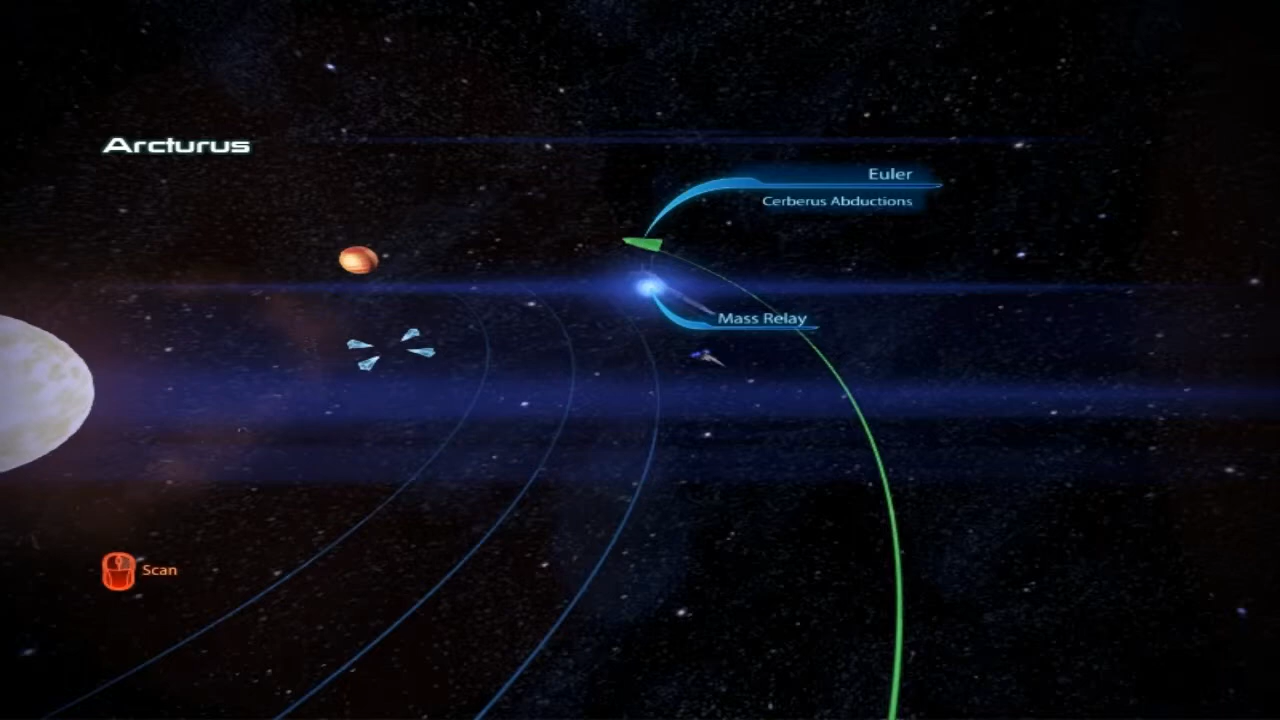 Arcturus
Euler
Cerberus Abductions
Mass Relay
Scan